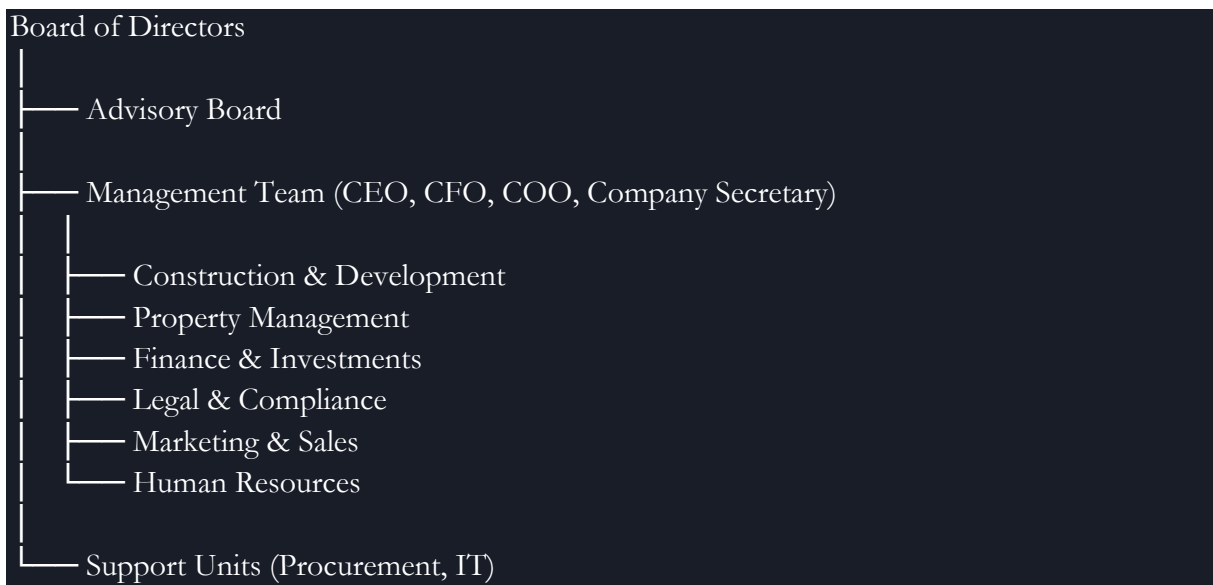 Board of Directors
Advisory Board
Management Team (CEO, CFO, COO, Company Secretary)
Construction & Development
Property Management
Finance & Investments
Legal & Compliance
Marketing & Sales
Human Resources
Support Units (Procurement, IT)